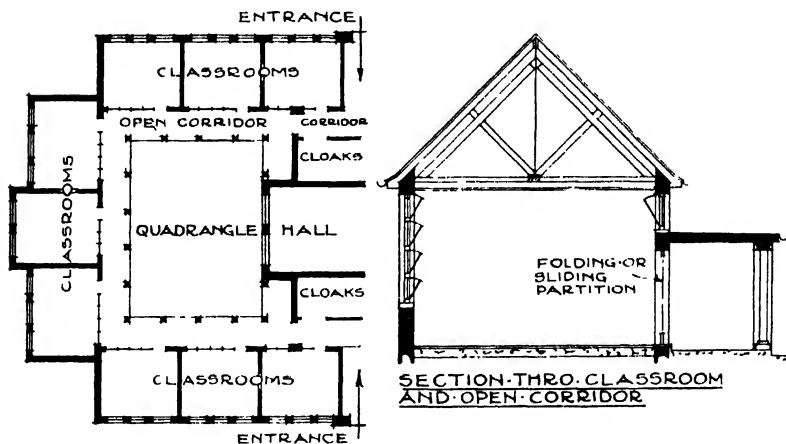 ENTRANCE
CLASSROOMS
OPEN CORRIDOR
CORRIDOR
CLOAKS
CLASSROOMS
QUADRANGLE
HALL
CLOAKS
CLASSROOMS
ENTRANCE
FOLDING·OR
SLIDING
PARTITION
SECTION·THRO·CLASSROOM
AND·OPEN·CORRIDOR